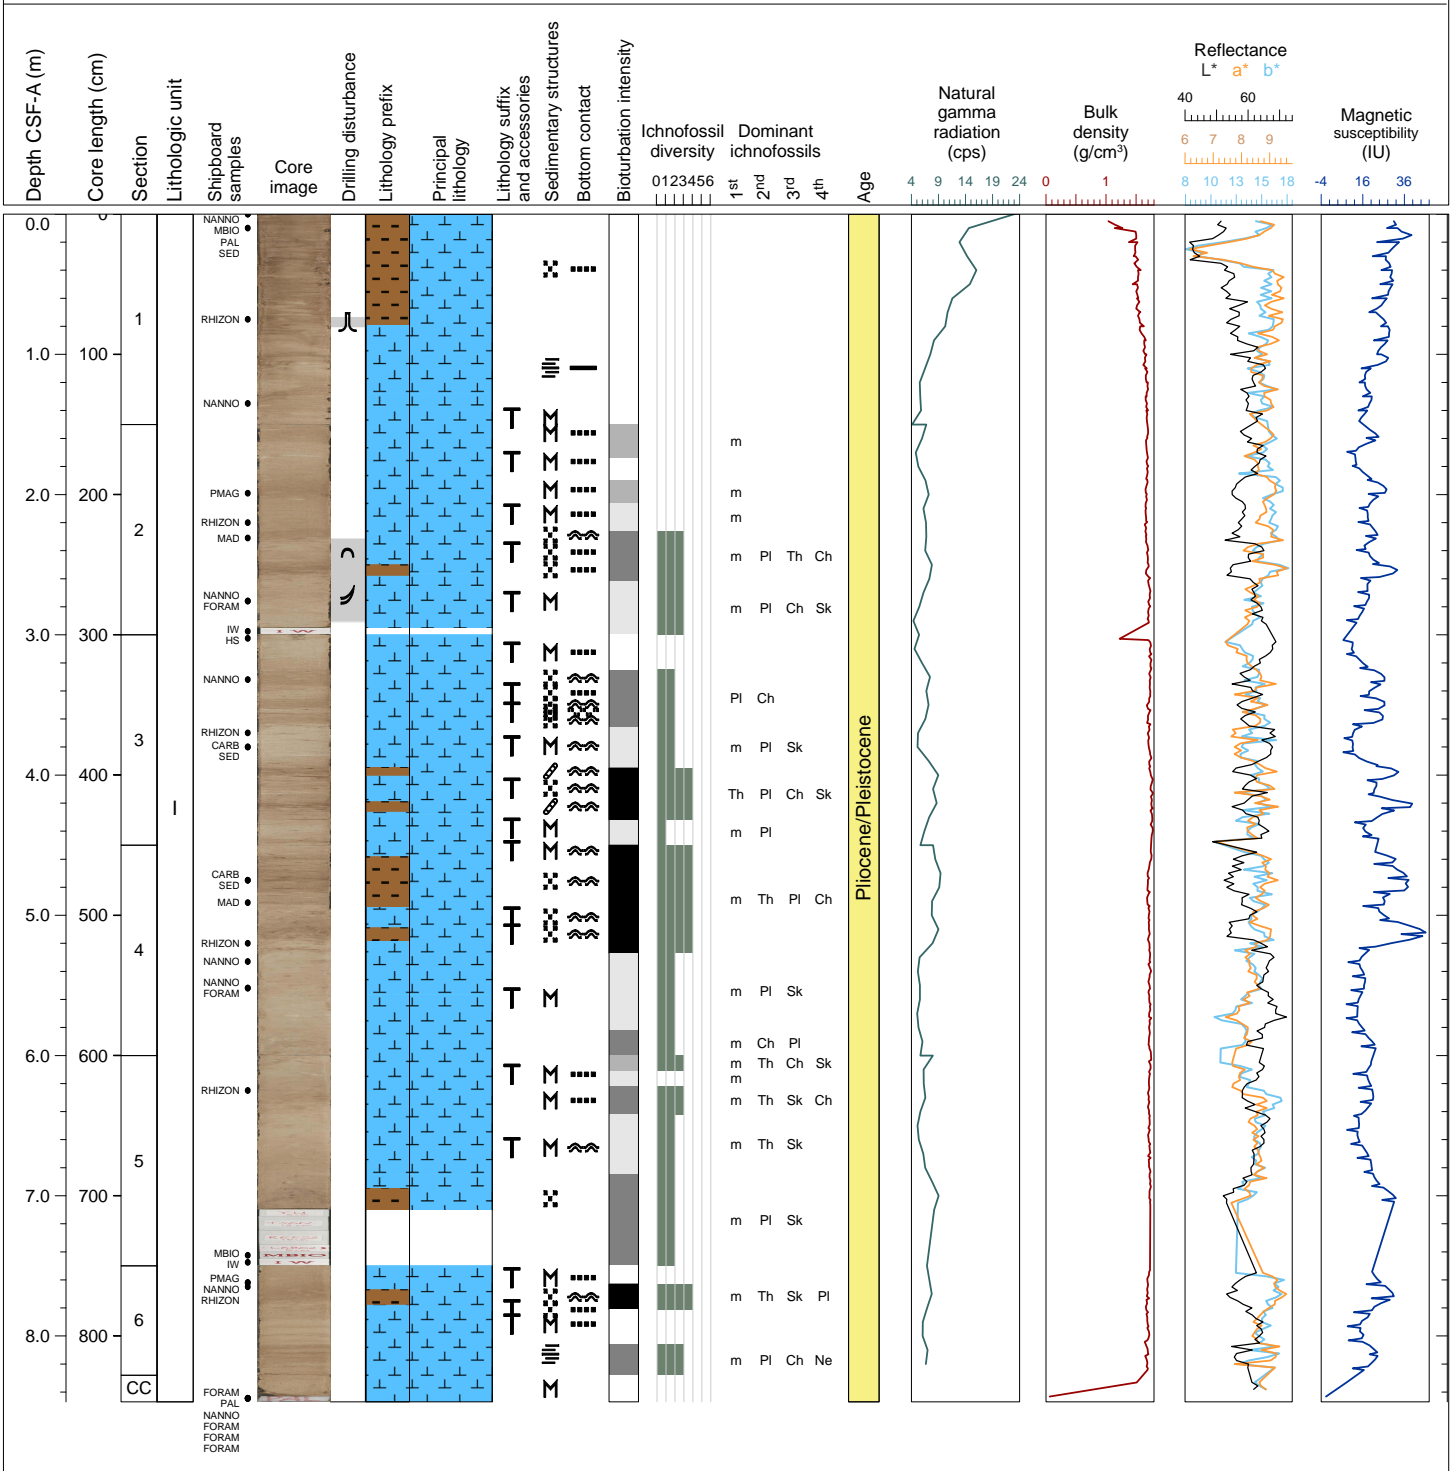 Depth CSF-A (m)
Core length (cm)
Section
Lithologic unit
Shipboard
samples
Core
image
Drilling disturbance
Lithology prefix
Principal
lithology
Lithology suffix
and accessories
Sedimentary structures
Bottom contact
Bioturbation intensity
Ichnofossil
diversity
0123456
Dominant
ichnofossils
1st 2nd 3rd 4th
Age
Natural
gamma
radiation
(cps)
4 9 14 19 24
Bulk
density
(g/cm³)
0 1
Reflectance
L* a* b*
40 60
6 7 8 9
8 10 13 15 18
Magnetic
susceptibility
(IU)
-4 16 36
0.0 0
1.0 100
2.0 200
3.0 300
4.0 400
5.0 500
6.0 600
7.0 700
8.0 800
1
2
3
4
5
6
CC
I
NANNO
MBIO
PAL
SED
RHIZON
NANNO
PMAG
RHIZON
MAD
NANNO
FORAM
IW
HS
NANNO
RHIZON
CARB
SED
CARB
SED
MAD
RHIZON
NANNO
NANNO
FORAM
RHIZON
MBIO
IW
PMAG
NANNO
RHIZON
FORAM
PAL
NANNO
FORAM
FORAM
FORAM
I W
MBIO
I W
m
m
m
m Pl Th Ch
m Pl Ch Sk
Pl Ch
m Pl Sk
Th Pl Ch Sk
m Pl
m Th Pl Ch
m Pl Sk
m Ch Pl
m Th Ch Sk
m
m Th Sk Ch
m Th Sk
m Pl Sk
m Th Sk Pl
m Pl Ch Ne
Pliocene/Pleistocene